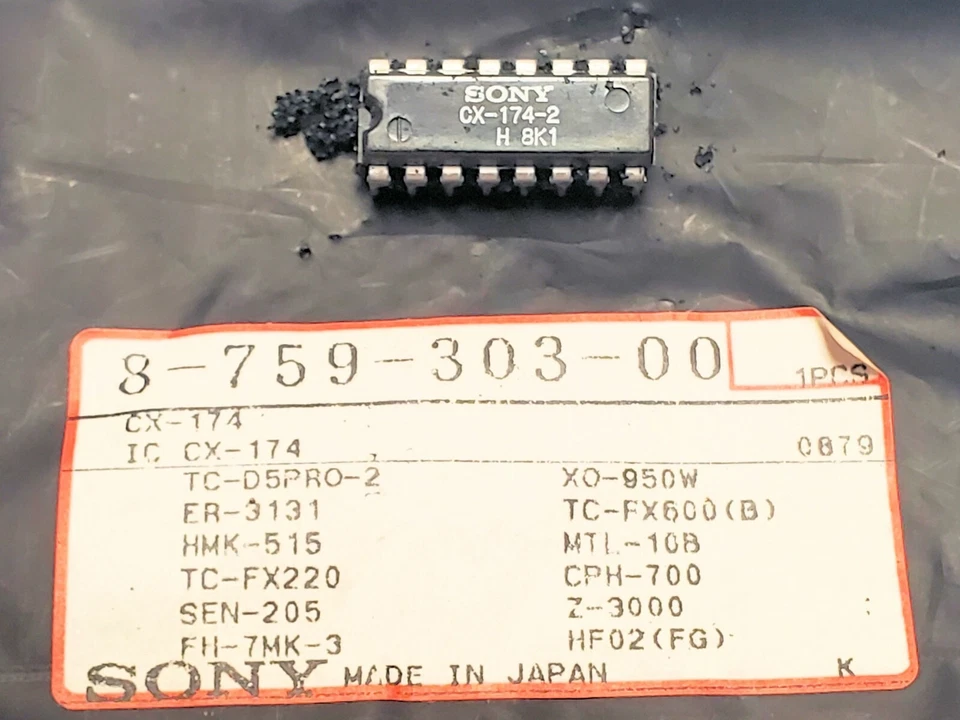 SONY
CX-174-2
H 8K1
8-759-303-00
1PCS
CX-174
IC CX-174
0879
TC-D5PRO-2 XO-950W
ER-3131 TC-FX600(B)
HMK-515 MTL-10B
TC-FX220 CPH-700
SEN-205 Z-3000
FH-7MK-3 HF02(FG)
SONY MADE IN JAPAN K